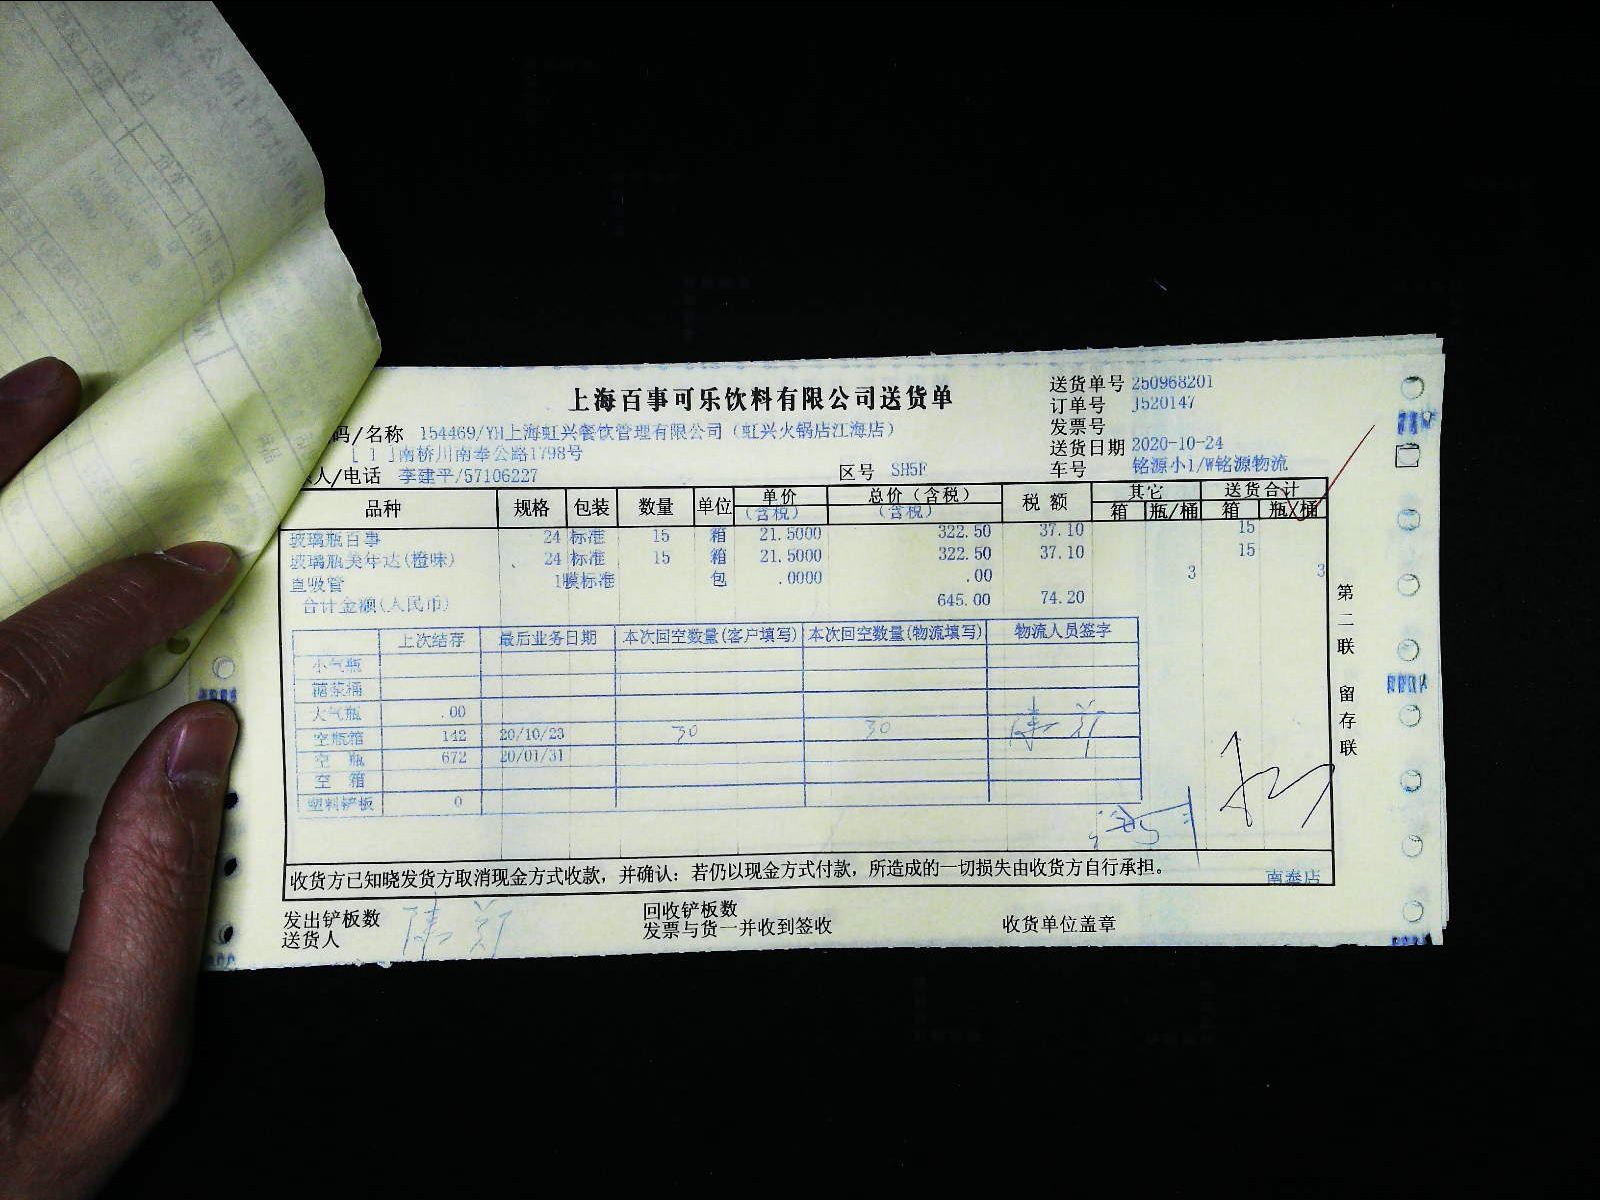 上海百事可乐饮料有限公司送货单
送货单号 250968201
订单号 J520147
发票号
送货日期 2020-10-24
车号 铭源小1/W铭源物流
码/名称 154469/YH上海虹兴餐饮管理有限公司(虹兴火锅店江海店)
[ 1 ]南桥川南奉公路1798号
人/电话 李建平/57106227 区号 SH5F
品种 规格 包装 数量 单位 单价(含税) 总价(含税) 税额 其它 送货合计
(含税) (含税) 箱 瓶/桶 箱 瓶/桶
玻璃瓶百事 24 标准 15 箱 21.5000 322.50 37.10 15
玻璃瓶美年达(橙味) 24 标准 15 箱 21.5000 322.50 37.10 15
直吸管 1膜标准 包 .0000 .00 3 3
合计金额(人民币) 645.00 74.20
上次结存 最后业务日期 本次回空数量(客户填写) 本次回空数量(物流填写) 物流人员签字
小气瓶
糖浆桶
大气瓶 .00
空瓶箱 142 20/10/23 30 30
空 瓶 672 20/01/31
空 箱
塑料铲板 0
收货方已知晓发货方取消现金方式收款，并确认：若仍以现金方式付款，所造成的一切损失由收货方自行承担。
南泰店
发出铲板数 回收铲板数
送货人 发票与货一并收到签收 收货单位盖章
第二联 留存联